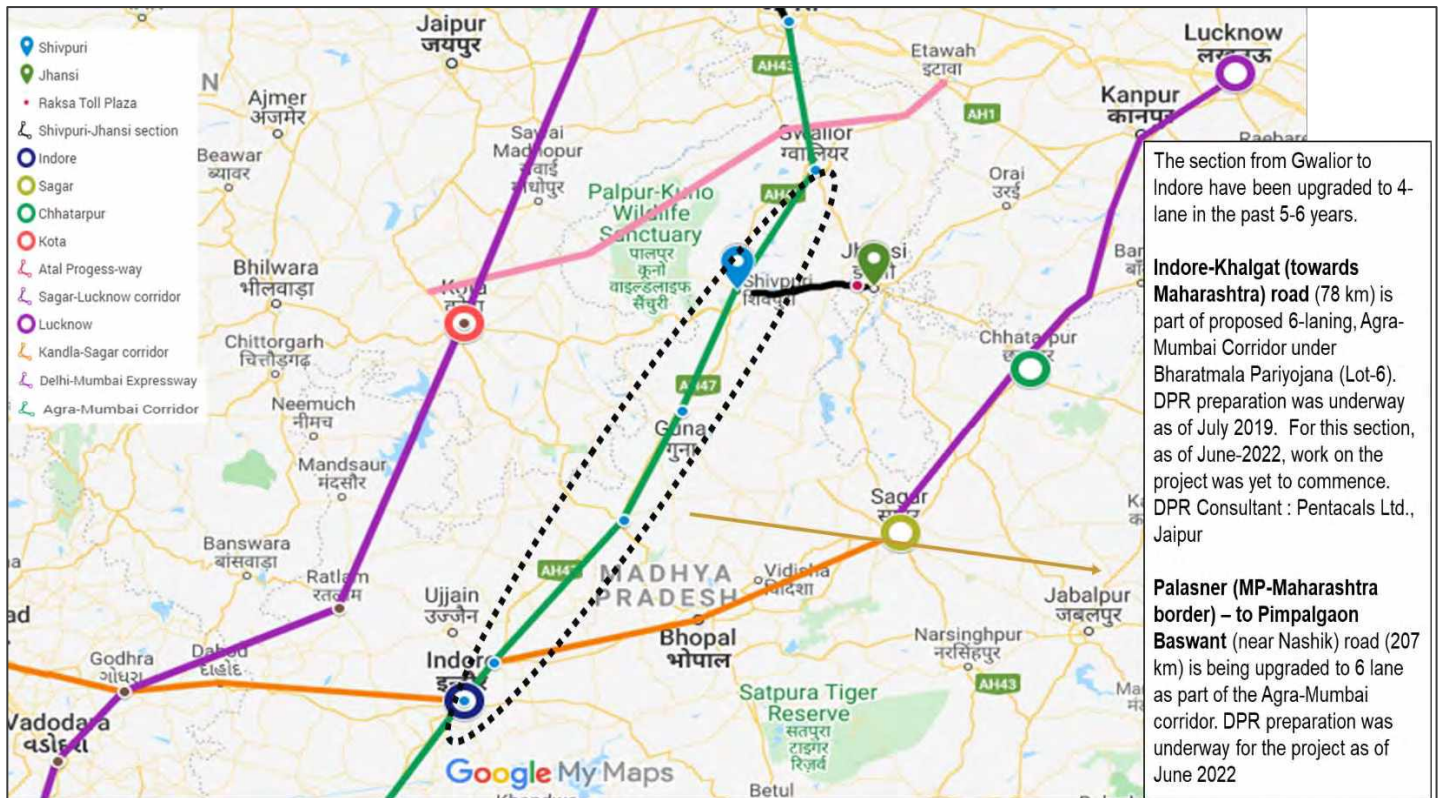 Shivpuri
Jhansi
Raksa Toll Plaza
Shivpuri-Jhansi section
Indore
Sagar
Chhatarpur
Kota
Atal Progess-way
Sagar-Lucknow corridor
Lucknow
Kandla-Sagar corridor
Delhi-Mumbai Expressway
Agra-Mumbai Corridor
Jaipur
जयपुर
Ajmer
अजमेर
Beawar
ब्यावर
N
Sawai
Madhopur
सवाई
माधोपुर
Etawah
इटावा
Lucknow
लखनऊ
Kanpur
कानपुर
AH43
AH1
Gwalior
ग्वालियर
Orai
उरई
Palpur-Kuno
Wildlife
Sanctuary
पालपुर
कूनो
वाइल्डलाइफ
सैंचुरी
Bhilwara
भीलवाड़ा
Shivpuri
शिवपुरी
Jhansi
Kota
Chittorgarh
चित्तौड़गढ़
Chhatarpur
Neemuch
नीमच
AH47
Guna
गुना
Mandsaur
मंदसौर
Sagar
Banswara
बांसवाड़ा
Ratlam
रतलाम
AH47
MADHYA
PRADESH
Vidisha
विदिशा
Ujjain
उज्जैन
Bhopal
भोपाल
Jabalpur
जबलपुर
Narsinghpur
नरसिंहपुर
Indore
Godhra
ગોધરા
Dahod
દાહોદ
AH43
Vadodara
વડોદરા
Satpura Tiger
Reserve
सतपुरा
टाइगर
रिज़र्व
Betul
Google My Maps
The section from Gwalior to
Indore have been upgraded to 4-
lane in the past 5-6 years.
Indore-Khalgat (towards
Maharashtra) road (78 km) is
part of proposed 6-laning, Agra-
Mumbai Corridor under
Bharatmala Pariyojana (Lot-6).
DPR preparation was underway
as of July 2019. For this section,
as of June-2022, work on the
project was yet to commence.
DPR Consultant : Pentacals Ltd.,
Jaipur
Palasner (MP-Maharashtra
border) – to Pimpalgaon
Baswant (near Nashik) road (207
km) is being upgraded to 6 lane
as part of the Agra-Mumbai
corridor. DPR preparation was
underway for the project as of
June 2022